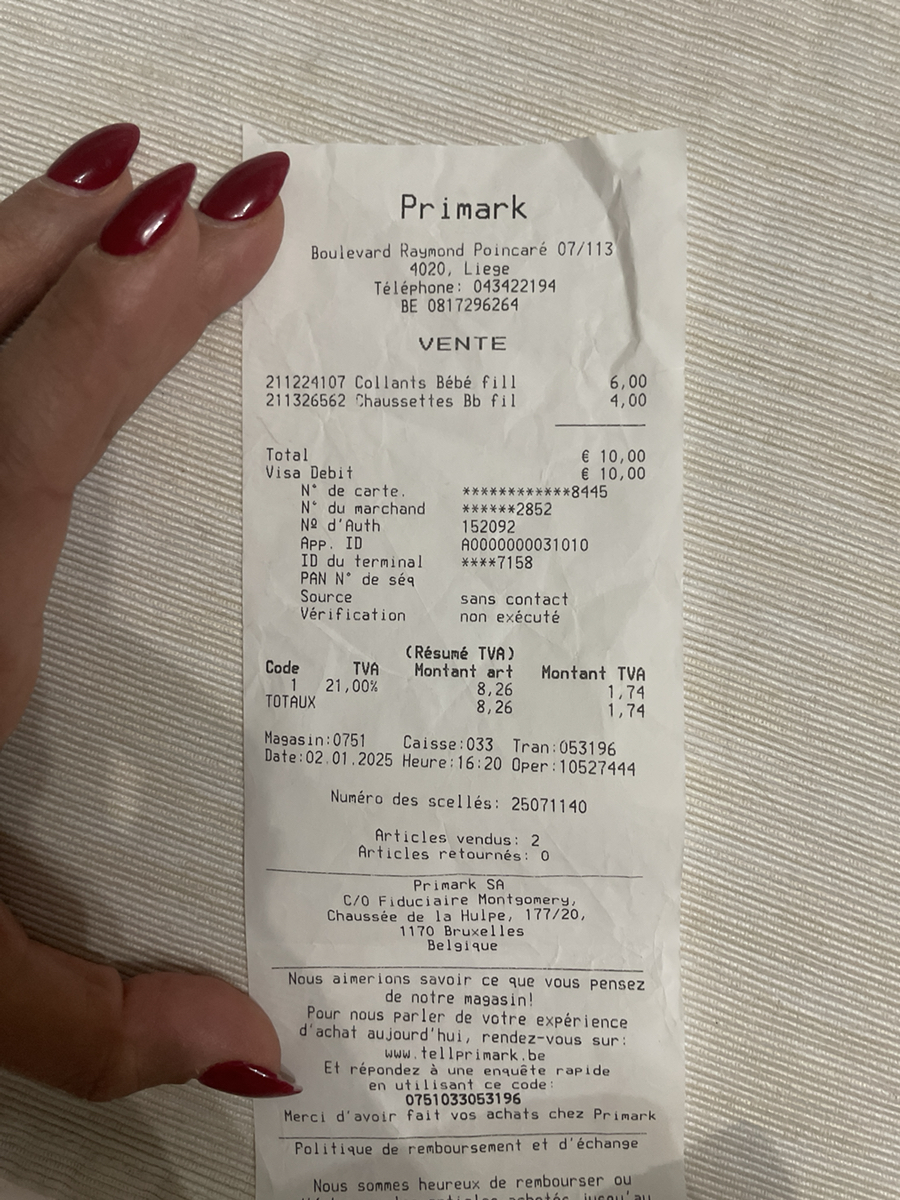 Primark
Boulevard Raymond Poincaré 07/113
4020, Liege
Téléphone: 043422194
BE 0817296264
VENTE
211224107 Collants Bébé fill 6,00
211326562 Chaussettes Bb fil 4,00
Total € 10,00
Visa Debit € 10,00
N° de carte. ************8445
N° du marchand ******2852
Nº d'Auth 152092
App. ID A0000000031010
ID du terminal ****7158
PAN N° de séq
Source sans contact
Vérification non exécuté
(Résumé TVA)
Code TVA Montant art Montant TVA
1 21,00% 8,26 1,74
TOTAUX 8,26 1,74
Magasin:0751 Caisse:033 Tran:053196
Date:02.01.2025 Heure:16:20 Oper:10527444
Numéro des scellés: 25071140
Articles vendus: 2
Articles retournés: 0
Primark SA
C/O Fiduciaire Montgomery,
Chaussée de la Hulpe, 177/20,
1170 Bruxelles
Belgique
Nous aimerions savoir ce que vous pensez
de notre magasin!
Pour nous parler de votre expérience
d'achat aujourd'hui, rendez-vous sur:
www.tellprimark.be
Et répondez à une enquête rapide
en utilisant ce code:
0751033053196
Merci d'avoir fait vos achats chez Primark
Politique de remboursement et d'échange
Nous sommes heureux de rembourser ou